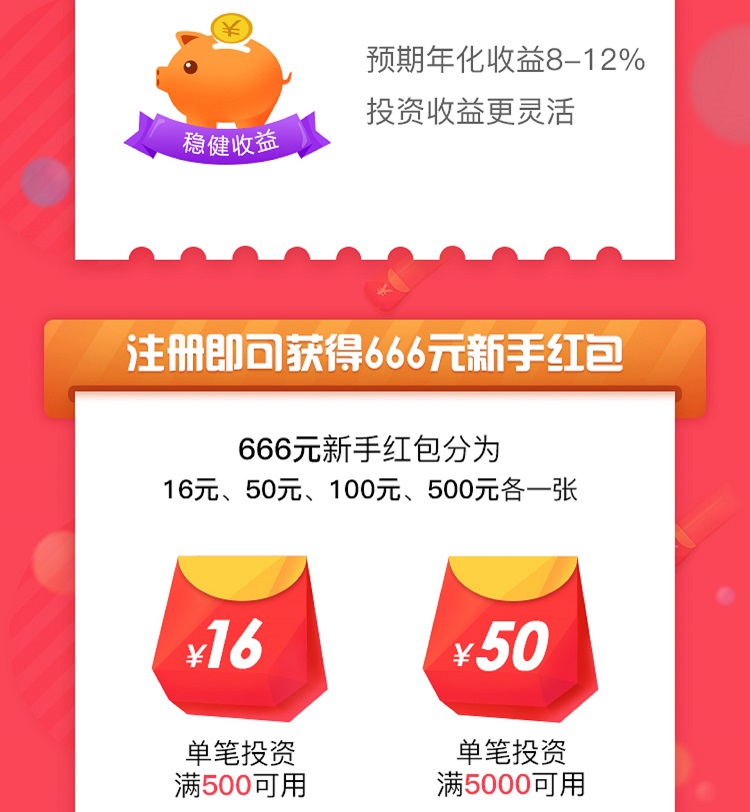 ¥
稳健收益
预期年化收益8-12%
投资收益更灵活
注册即可获得666元新手红包
666元新手红包分为
16元、50元、100元、500元各一张
¥16
¥50
单笔投资
满500可用
单笔投资
满5000可用